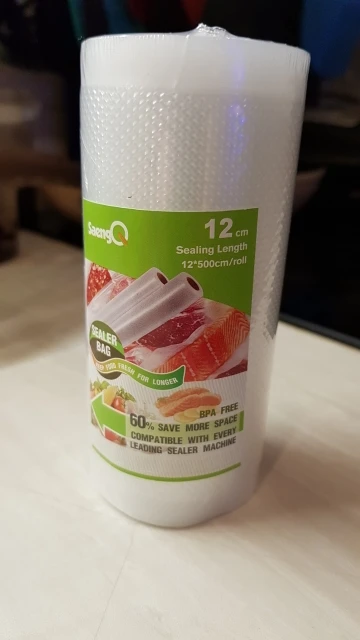 SaengQ
12 cm
Sealing Length
12*500cm/roll
SEALER
BAG
KEEP FOOD FRESH FOR LONGER
BPA FREE
60% SAVE MORE SPACE
COMPATIBLE WITH EVERY
LEADING SEALER MACHINE